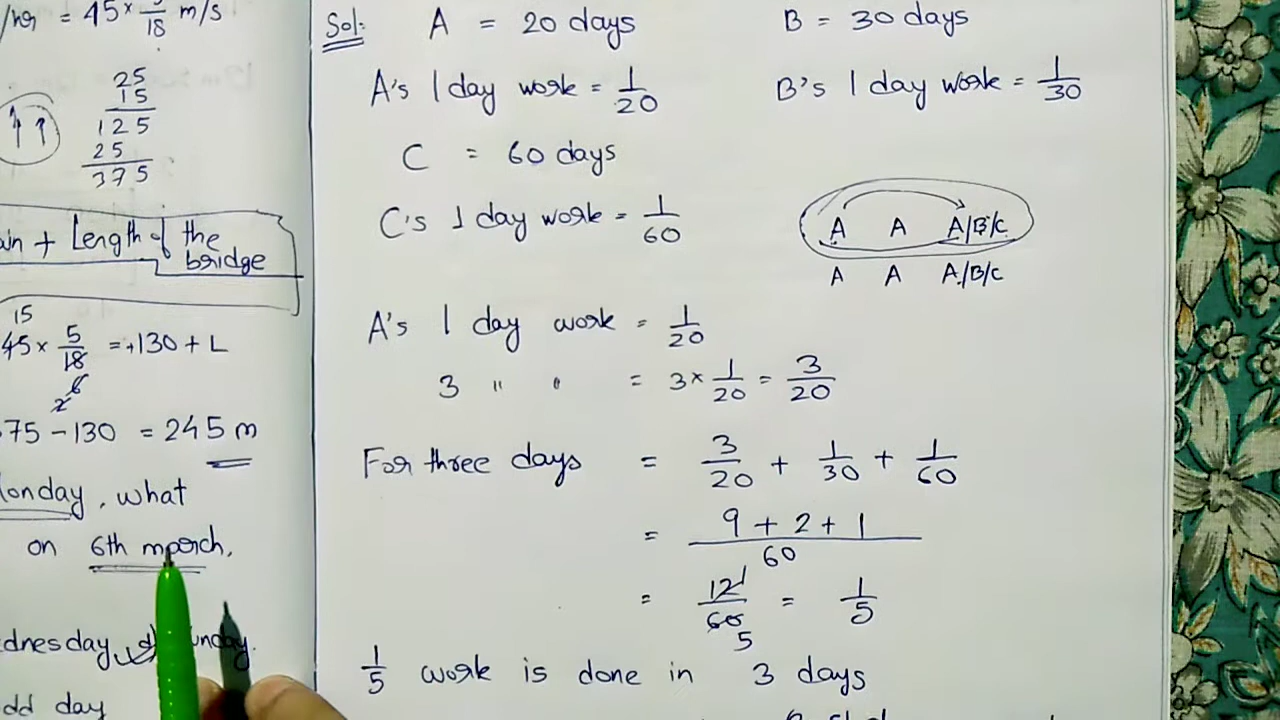 /hr = 45 × 5/18 m/s
25
15
125
25
375
+ Length of the
bridge
15
45 × 5/18 = +130 + L
6
2
75 - 130 = 245 m
, what
on 6th march,
day
Sol:
A = 20 days
B = 30 days
A's 1 day work = 1/20
B's 1 day work = 1/30
C = 60 days
C's 1 day work = 1/60
A A A/B/C
A A A/B/C
A's 1 day work = 1/20
3 " " = 3 × 1/20 = 3/20
For three days = 3/20 + 1/30 + 1/60
= 9 + 2 + 1 / 60
= 12/60 = 1/5
1
5
1/5 work is done in 3 days